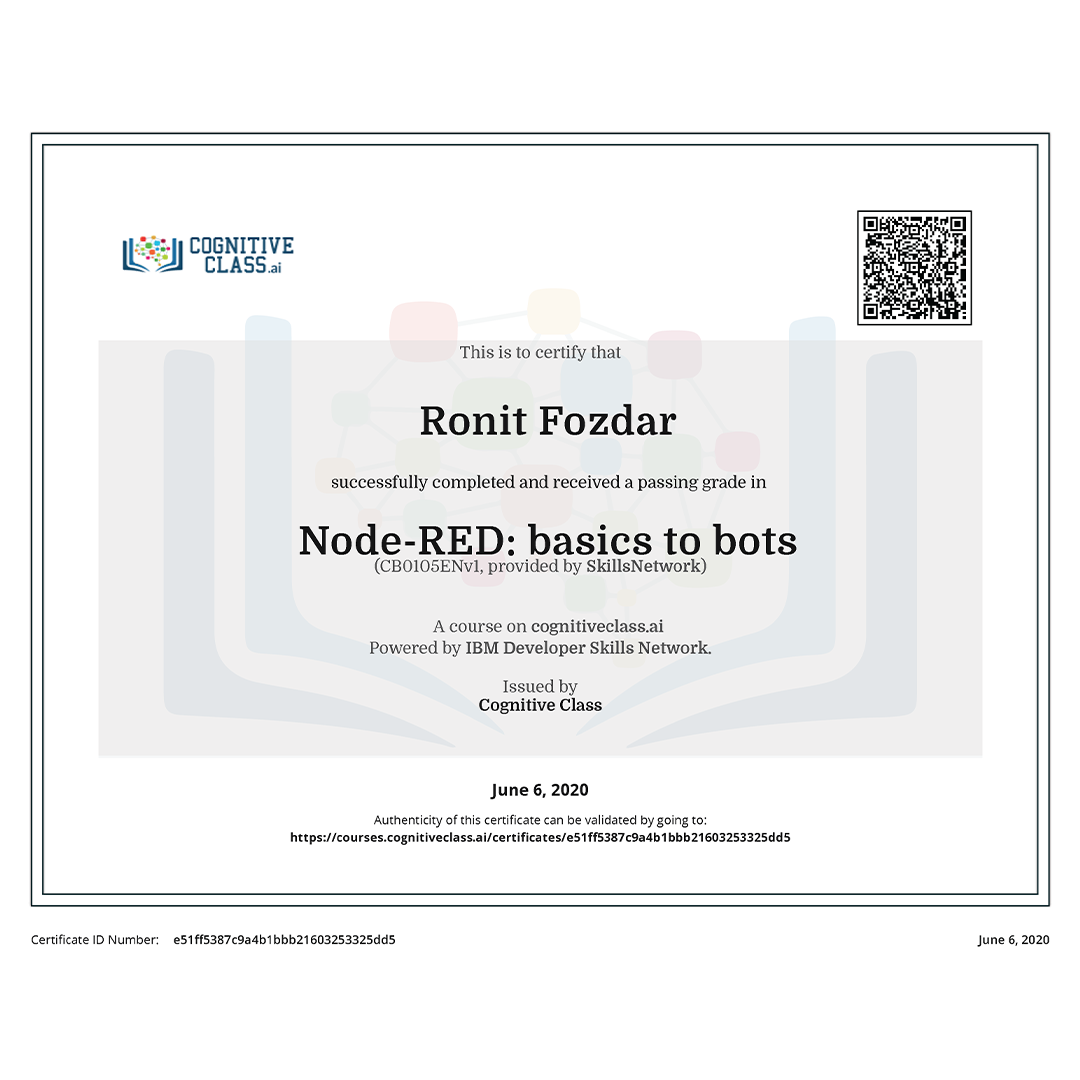 COGNITIVE
CLASS.ai
This is to certify that
Ronit Fozdar
successfully completed and received a passing grade in
Node-RED: basics to bots
(CB0105ENv1, provided by SkillsNetwork)
A course on cognitiveclass.ai
Powered by IBM Developer Skills Network.
Issued by
Cognitive Class
June 6, 2020
Authenticity of this certificate can be validated by going to:
https://courses.cognitiveclass.ai/certificates/e51ff5387c9a4b1bbb21603253325dd5
Certificate ID Number: e51ff5387c9a4b1bbb21603253325dd5
June 6, 2020